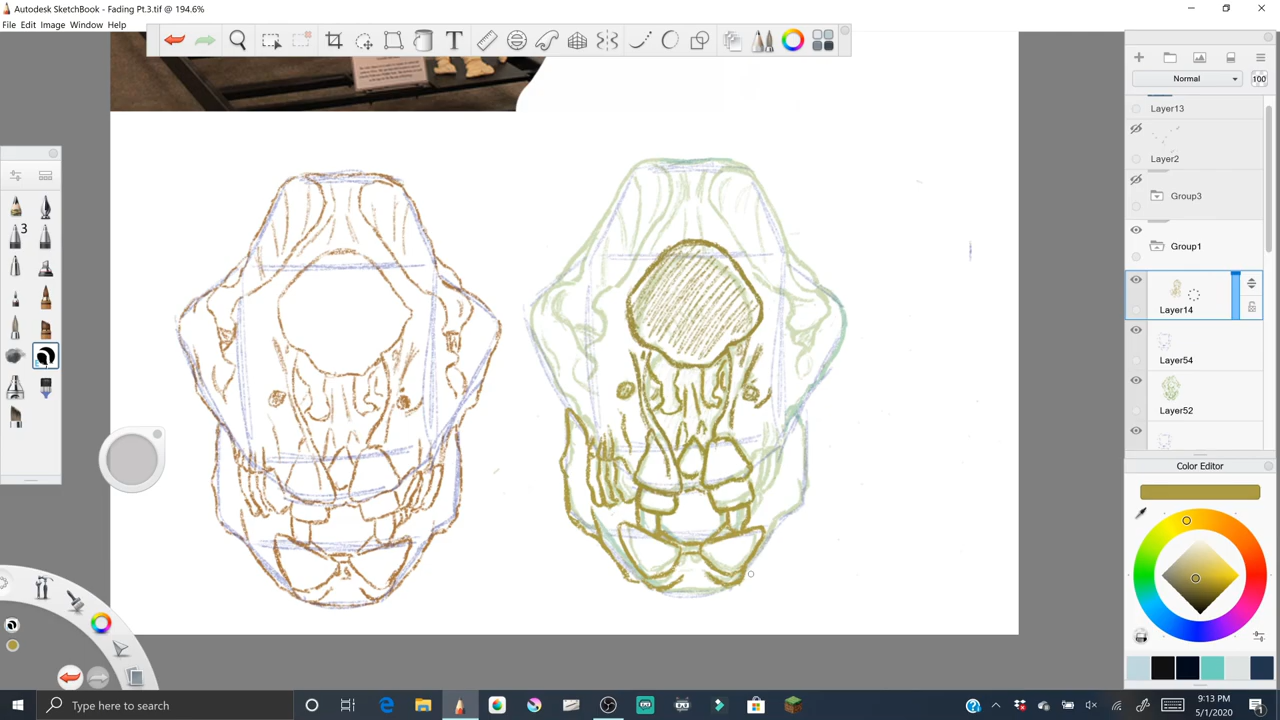 Autodesk SketchBook - Fading Pt.3.tif @ 194.6%
File Edit Image Window Help
T
Normal
100
Layer13
Layer2
Group3
Group1
3
Layer14
Layer54
Layer52
Color Editor
Type here to search
9:13 PM
5/1/2020